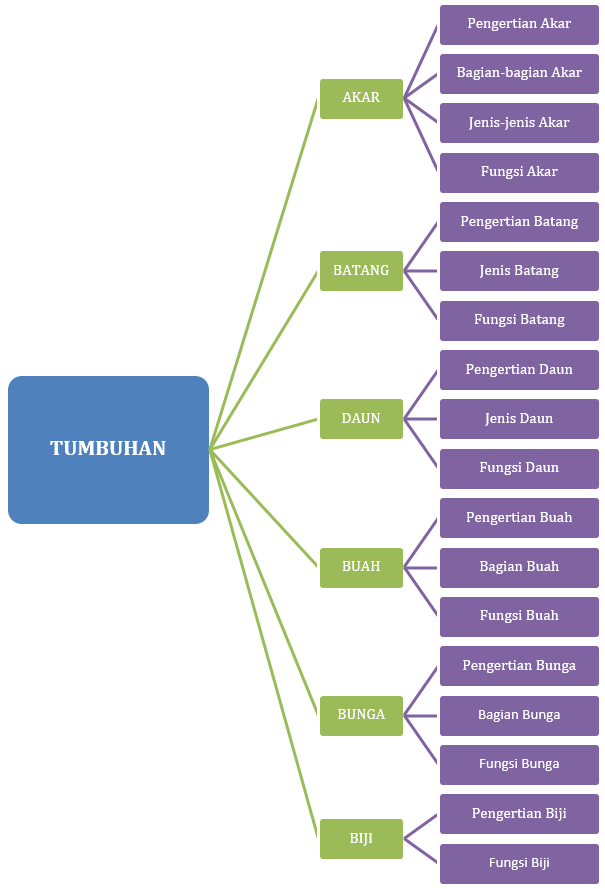 TUMBUHAN
AKAR
Pengertian Akar
Bagian-bagian Akar
Jenis-jenis Akar
Fungsi Akar
BATANG
Pengertian Batang
Jenis Batang
Fungsi Batang
DAUN
Pengertian Daun
Jenis Daun
Fungsi Daun
BUAH
Pengertian Buah
Bagian Buah
Fungsi Buah
BUNGA
Pengertian Bunga
Bagian Bunga
Fungsi Bunga
BIJI
Pengertian Biji
Fungsi Biji